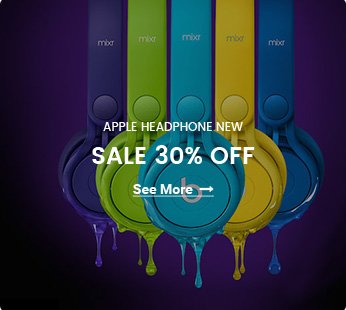 mixr
mixr
mixr
mixr
mixr
APPLE HEADPHONE NEW
SALE 30% OFF
b
See More →